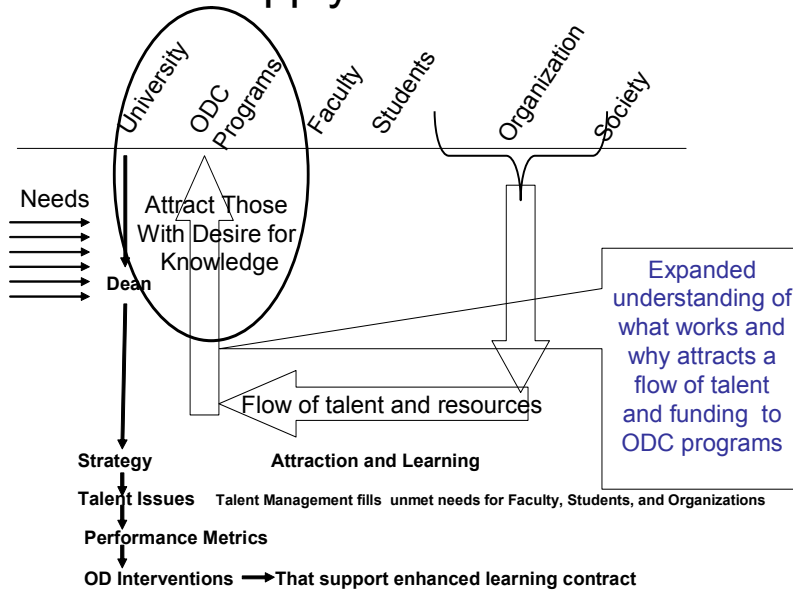 University
ODC
Programs
Faculty
Students
Organization
Society
Needs
Attract Those
With Desire for
Knowledge
Dean
Expanded
understanding of
what works and
why attracts a
flow of talent
and funding to
ODC programs
Flow of talent and resources
Strategy
Attraction and Learning
Talent Issues
Talent Management fills unmet needs for Faculty, Students, and Organizations
Performance Metrics
OD Interventions
That support enhanced learning contract